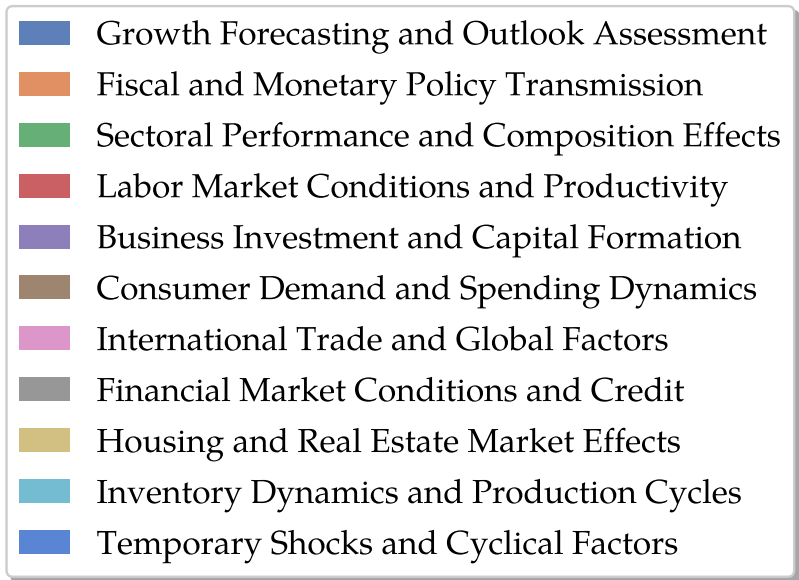 Growth Forecasting and Outlook Assessment
Fiscal and Monetary Policy Transmission
Sectoral Performance and Composition Effects
Labor Market Conditions and Productivity
Business Investment and Capital Formation
Consumer Demand and Spending Dynamics
International Trade and Global Factors
Financial Market Conditions and Credit
Housing and Real Estate Market Effects
Inventory Dynamics and Production Cycles
Temporary Shocks and Cyclical Factors